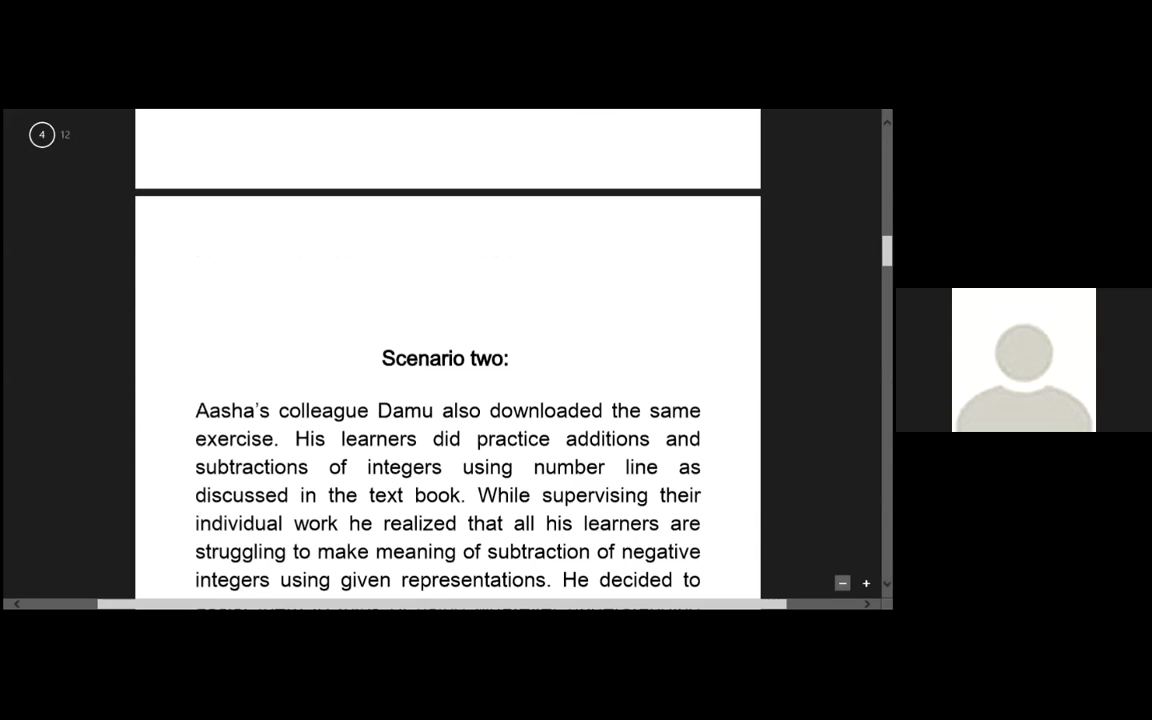 4 12
Scenario two:
Aasha's colleague Damu also downloaded the same
exercise. His learners did practice additions and
subtractions of integers using number line as
discussed in the text book. While supervising their
individual work he realized that all his learners are
struggling to make meaning of subtraction of negative
integers using given representations. He decided to